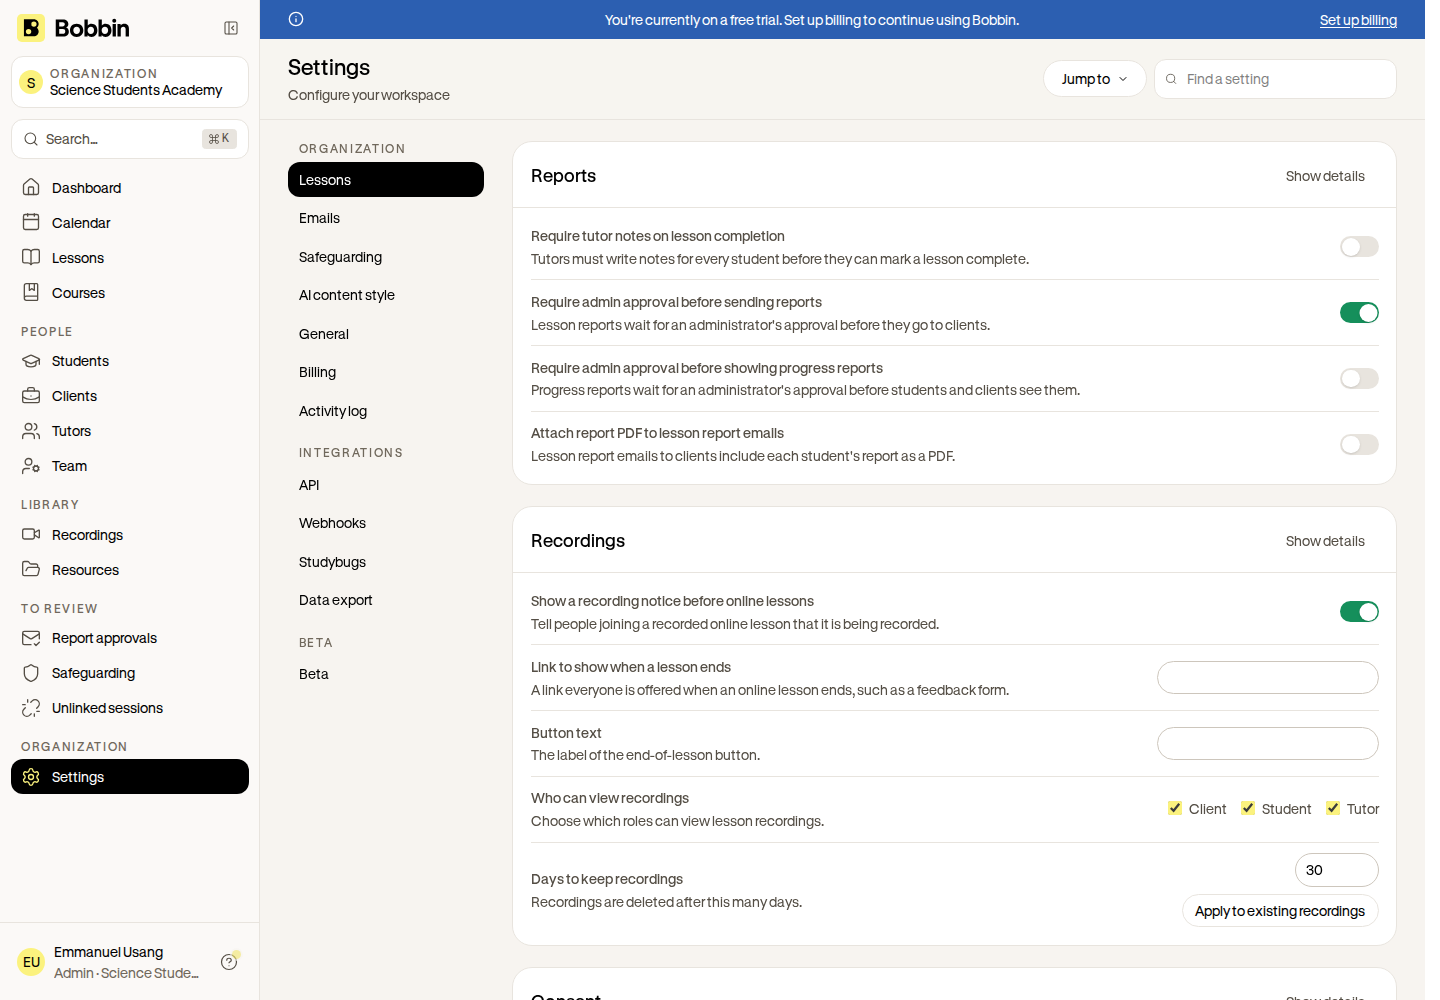 Bobbin
ORGANIZATION
S
Science Students Academy
Search...
⌘ K
Dashboard
Calendar
Lessons
Courses
PEOPLE
Students
Clients
Tutors
Team
LIBRARY
Recordings
Resources
TO REVIEW
Report approvals
Safeguarding
Unlinked sessions
ORGANIZATION
Settings
EU
Emmanuel Usang
Admin · Science Stude...
You're currently on a free trial. Set up billing to continue using Bobbin.
Set up billing
Settings
Configure your workspace
Jump to
Find a setting
ORGANIZATION
Lessons
Emails
Safeguarding
AI content style
General
Billing
Activity log
INTEGRATIONS
API
Webhooks
Studybugs
Data export
BETA
Beta
Reports
Show details
Require tutor notes on lesson completion
Tutors must write notes for every student before they can mark a lesson complete.
Require admin approval before sending reports
Lesson reports wait for an administrator's approval before they go to clients.
Require admin approval before showing progress reports
Progress reports wait for an administrator's approval before students and clients see them.
Attach report PDF to lesson report emails
Lesson report emails to clients include each student's report as a PDF.
Recordings
Show details
Show a recording notice before online lessons
Tell people joining a recorded online lesson that it is being recorded.
Link to show when a lesson ends
A link everyone is offered when an online lesson ends, such as a feedback form.
Button text
The label of the end-of-lesson button.
Who can view recordings
Choose which roles can view lesson recordings.
Client
Student
Tutor
Days to keep recordings
Recordings are deleted after this many days.
30
Apply to existing recordings
Consent
Show details